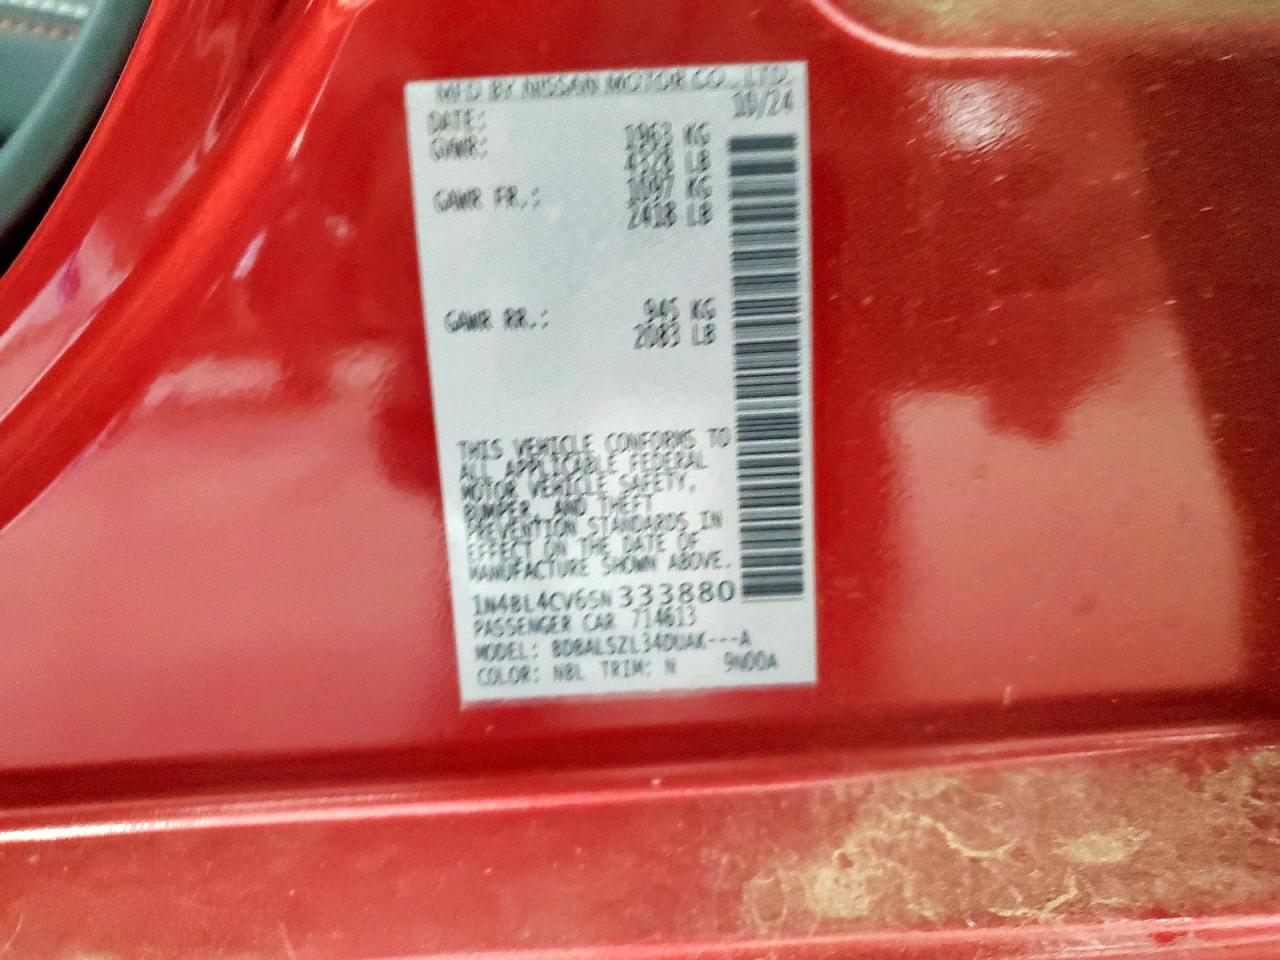 MFD BY NISSAN MOTOR CO., LTD.
DATE: 10/24
GVWR: 1963 KG
4328 LB
GAWR FR.: 1097 KG
2418 LB
GAWR RR.: 945 KG
2083 LB
THIS VEHICLE CONFORMS TO
ALL APPLICABLE FEDERAL
MOTOR VEHICLE SAFETY,
BUMPER, AND THEFT
PREVENTION STANDARDS IN
EFFECT ON THE DATE OF
MANUFACTURE SHOWN ABOVE.
1N4BL4CV6SN333880
PASSENGER CAR 714613
MODEL: BDBALSZL34DUAK---A
COLOR: NBL TRIM: N 9N00A